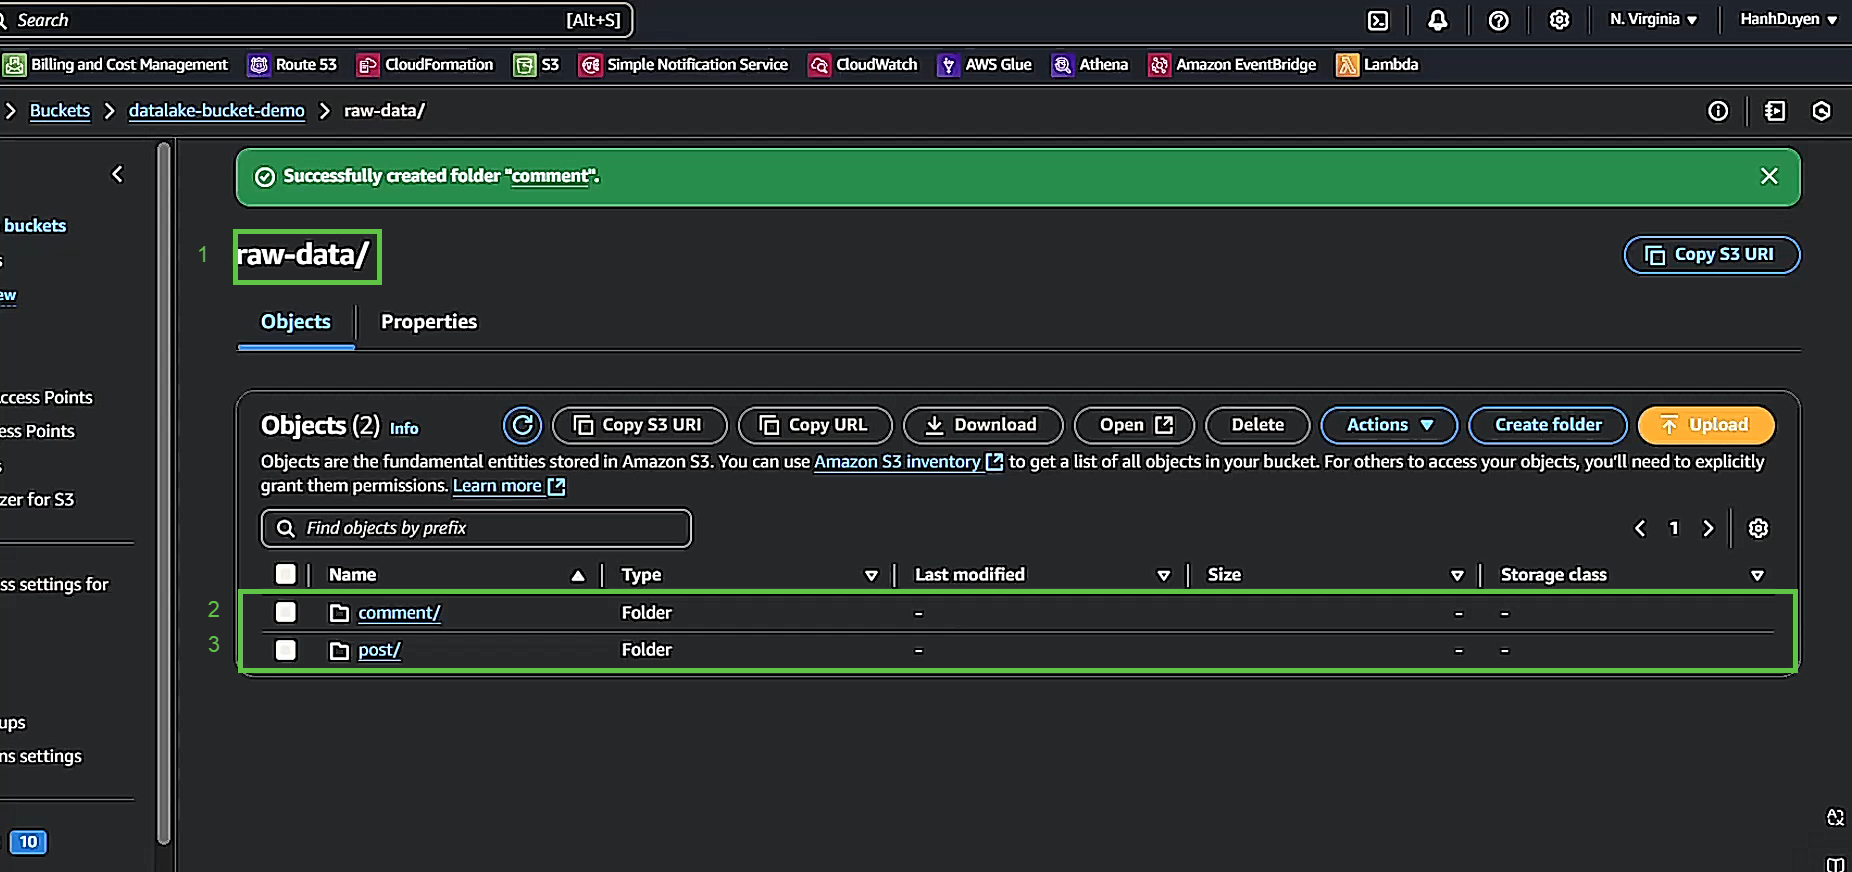 Search [Alt+S] N. Virginia ▼ HanhDuyen ▼
Billing and Cost Management Route 53 CloudFormation S3 Simple Notification Service CloudWatch AWS Glue Athena Amazon EventBridge Lambda
Buckets > datalake-bucket-demo > raw-data/
Successfully created folder "comment".
buckets
1 raw-data/ Copy S3 URI
s
ew
Objects Properties
ccess Points
Objects (2) Info Copy S3 URI Copy URL Download Open Delete Actions ▼ Create folder Upload
ess Points
Objects are the fundamental entities stored in Amazon S3. You can use Amazon S3 inventory to get a list of all objects in your bucket. For others to access your objects, you'll need to explicitly
s
grant them permissions. Learn more
zer for S3
Find objects by prefix 1
Name Type Last modified Size Storage class
ss settings for
2 comment/ Folder - - -
3 post/ Folder - - -
ups
ns settings
10